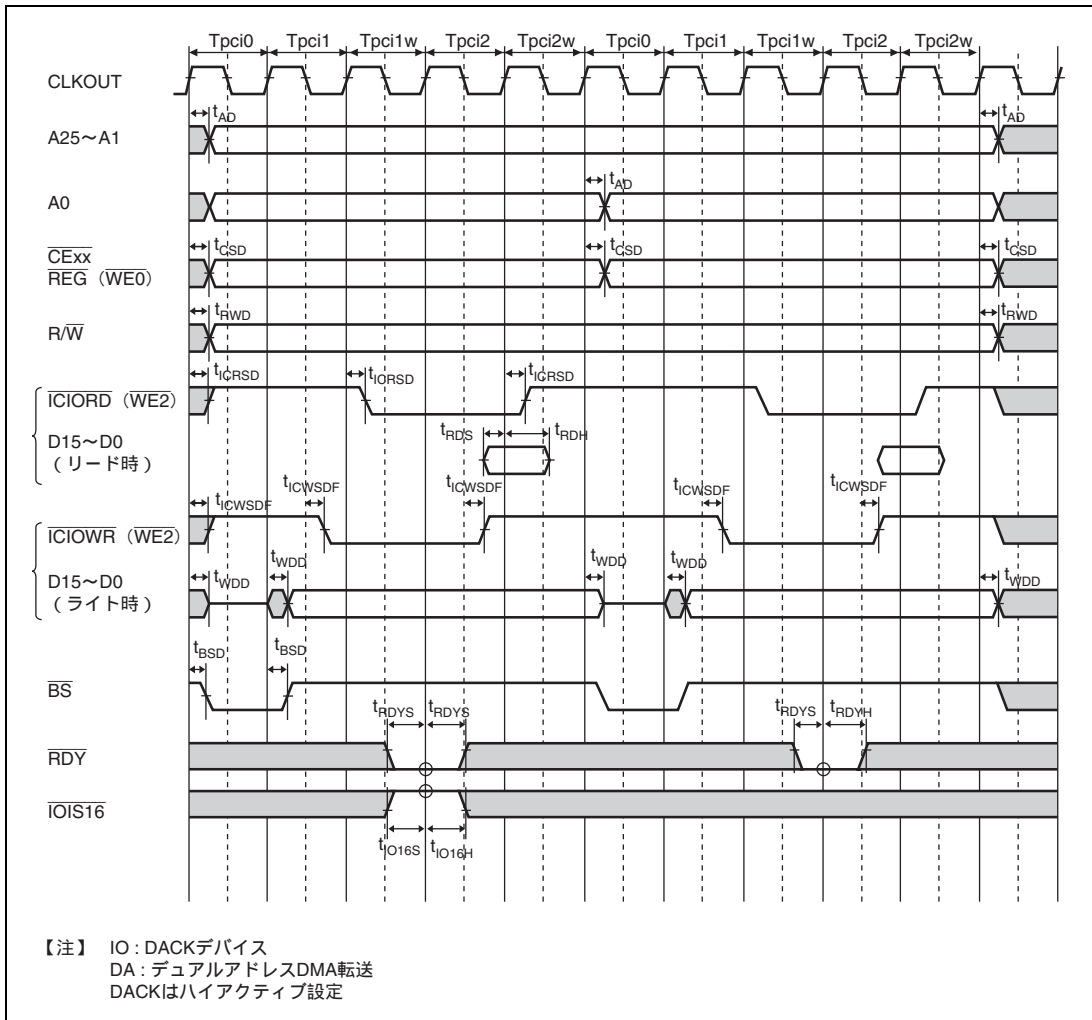 Tpci0 Tpci1 Tpci1w Tpci2 Tpci2w Tpci0 Tpci1 Tpci1w Tpci2 Tpci2w
CLKOUT
tAD tAD
A25～A1
tAD
A0
tCSD tCSD tCSD
CExx
REG（WE0）
tRWD tRWD
R/W
tICRSD tIORSD tICRSD
ICIORD（WE2）
tRDS tRDH
D15～D0
（リード時）
tICWSDF tICWSDF tICWSDF tICWSDF tICWSDF
ICIOWR（WE2）
tWDD tWDD tWDD tWDD tWDD
D15～D0
（ライト時）
tBSD tBSD
BS
tRDYS tRDYS tRDYS tRDYH
RDY
IOIS16
tIO16S tIO16H
【注】 IO : DACKデバイス
DA : デュアルアドレスDMA転送
DACKはハイアクティブ設定